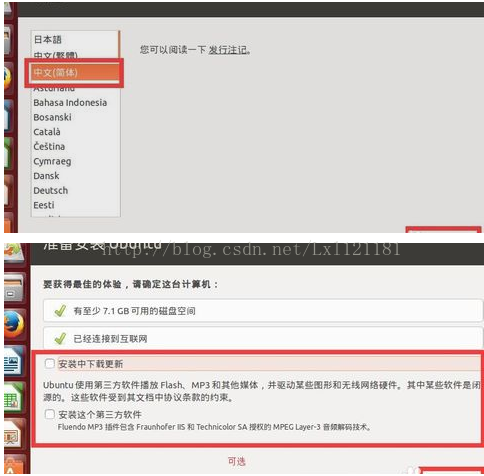 日本語
中文(繁體)
您可以阅读一下 发行注记。
中文(简体)
Asturianu
Bahasa Indonesia
Bosanski
Català
Čeština
Cymraeg
Dansk
Deutsch
Eesti
准备安装 Ubuntu
http://blog.csdn.net/Lxl121181
要获得最佳的体验，请确定这台计算机：
有至少 7.1 GB 可用的磁盘空间
已经连接到互联网
安装中下载更新
Ubuntu 使用第三方软件播放 Flash、MP3 和其他媒体，并驱动某些图形和无线网络硬件。其中某些软件是闭
源的。这些软件受到其文档中协议条款的约束。
安装这个第三方软件
Fluendo MP3 插件包含 Fraunhofer IIS 和 Technicolor SA 授权的 MPEG Layer-3 音频解码技术。
可选